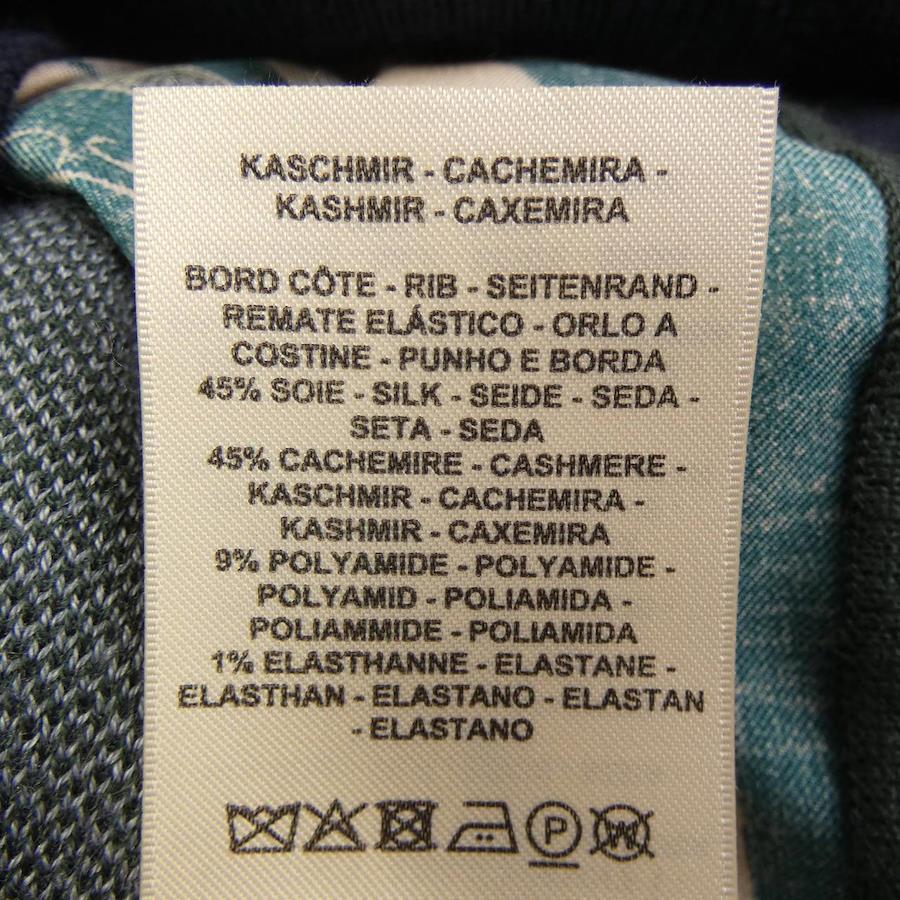 KASCHMIR - CACHEMIRA -
KASHMIR - CAXEMIRA
BORD CÔTE - RIB - SEITENRAND -
REMATE ELÁSTICO - ORLO A
COSTINE - PUNHO E BORDA
45% SOIE - SILK - SEIDE - SEDA -
SETA - SEDA
45% CACHEMIRE - CASHMERE -
KASCHMIR - CACHEMIRA -
KASHMIR - CAXEMIRA
9% POLYAMIDE - POLYAMIDE -
POLYAMID - POLIAMIDA -
POLIAMMIDE - POLIAMIDA
1% ELASTHANNE - ELASTANE -
ELASTHAN - ELASTANO - ELASTAN
- ELASTANO
P W